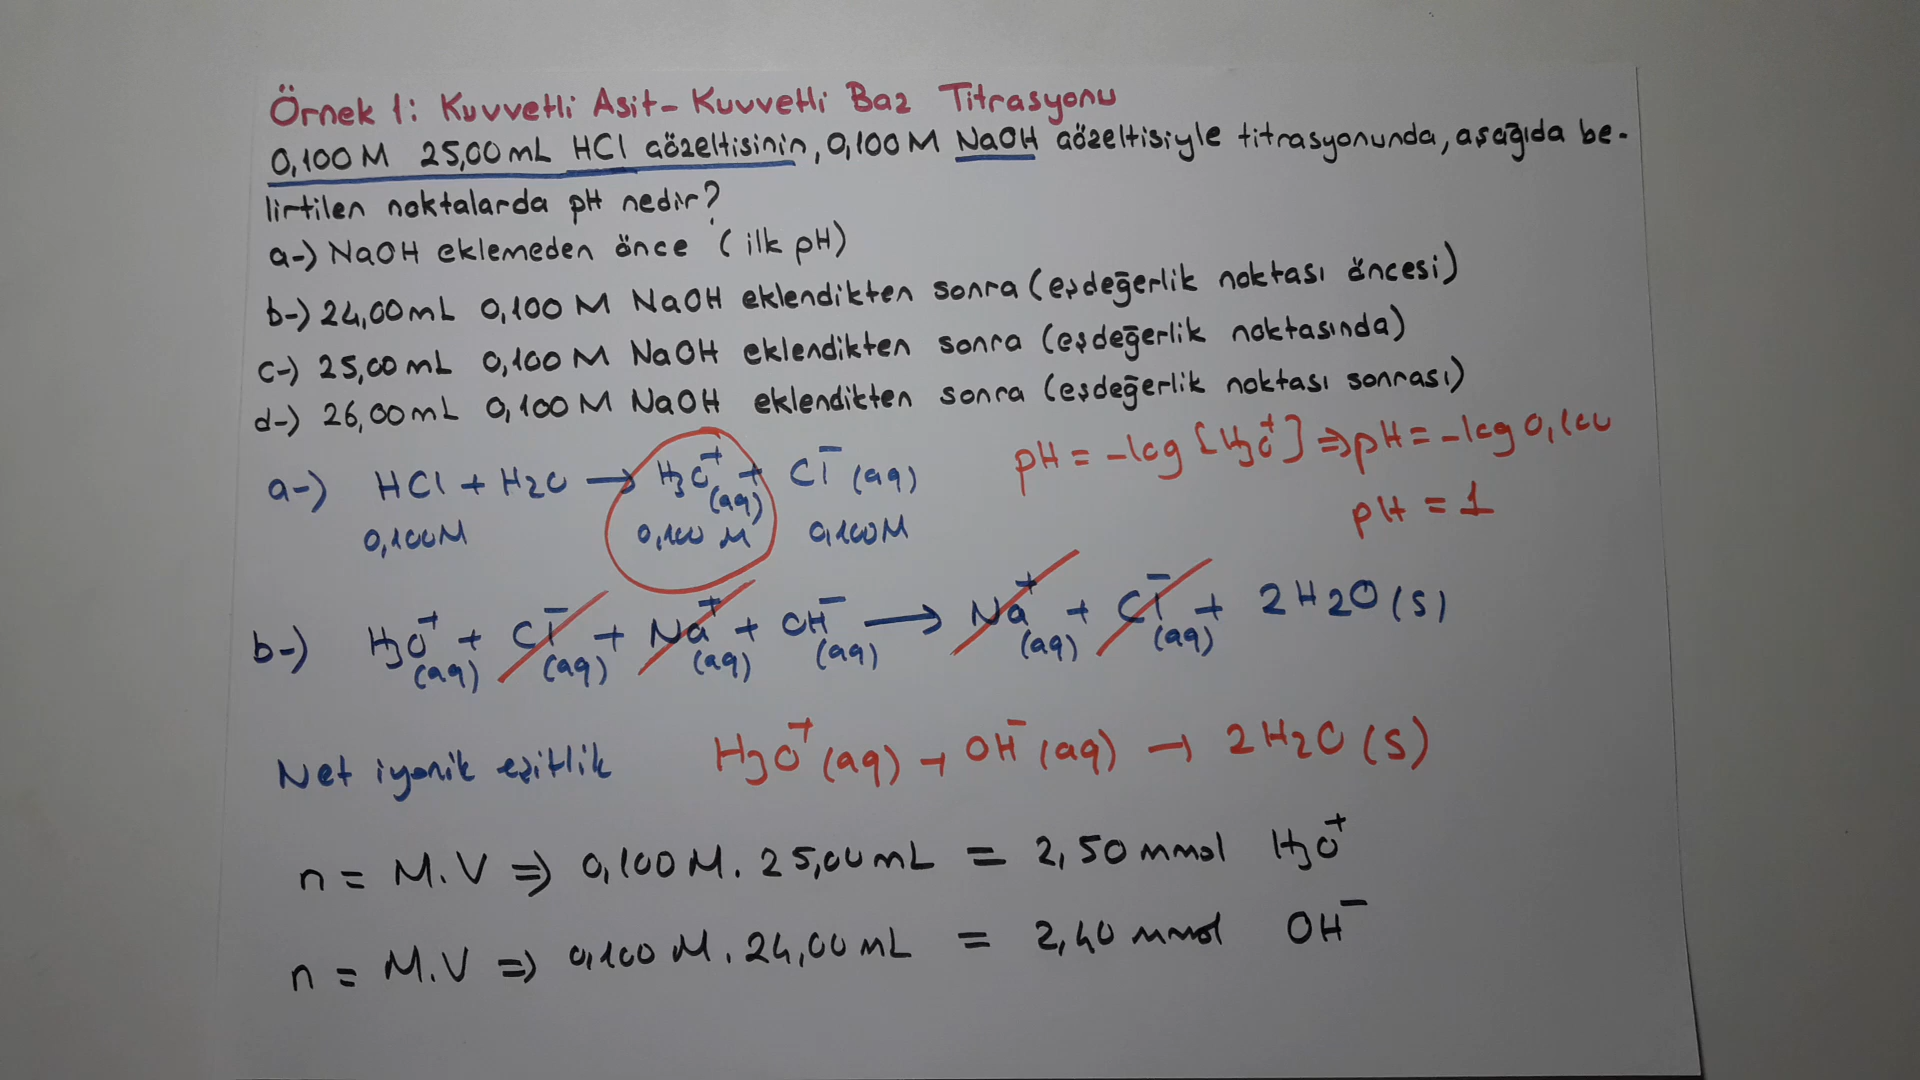 Örnek 1: Kuvvetli Asit-Kuvvetli Baz Titrasyonu
0,100 M 25,00 mL HCl çözeltisinin, 0,100 M NaOH çözeltisiyle titrasyonunda, aşağıda be-
lirtilen noktalarda pH nedir?
a-) NaOH eklemeden önce (ilk pH)
b-) 24,00 mL 0,100 M NaOH eklendikten sonra (eşdeğerlik noktası öncesi)
c-) 25,00 mL 0,100 M NaOH eklendikten sonra (eşdeğerlik noktasında)
d-) 26,00 mL 0,100 M NaOH eklendikten sonra (eşdeğerlik noktası sonrası)
a-) HCl + H2O → H3O⁺(aq) + Cl⁻(aq) pH = -log [H3O⁺] ⇒ pH = -log 0,100
0,100M 0,100 M 0,100M pH = 1
b-) H3O⁺(aq) + Cl⁻(aq) + Na⁺(aq) + OH⁻(aq) → Na⁺(aq) + Cl⁻(aq) + 2H2O(s)
Net iyonik eşitlik H3O⁺(aq) + OH⁻(aq) → 2H2O(s)
n = M.V ⇒ 0,100 M. 25,00 mL = 2,50 mmol H3O⁺
n = M.V ⇒ 0,100 M. 24,00 mL = 2,40 mmol OH⁻